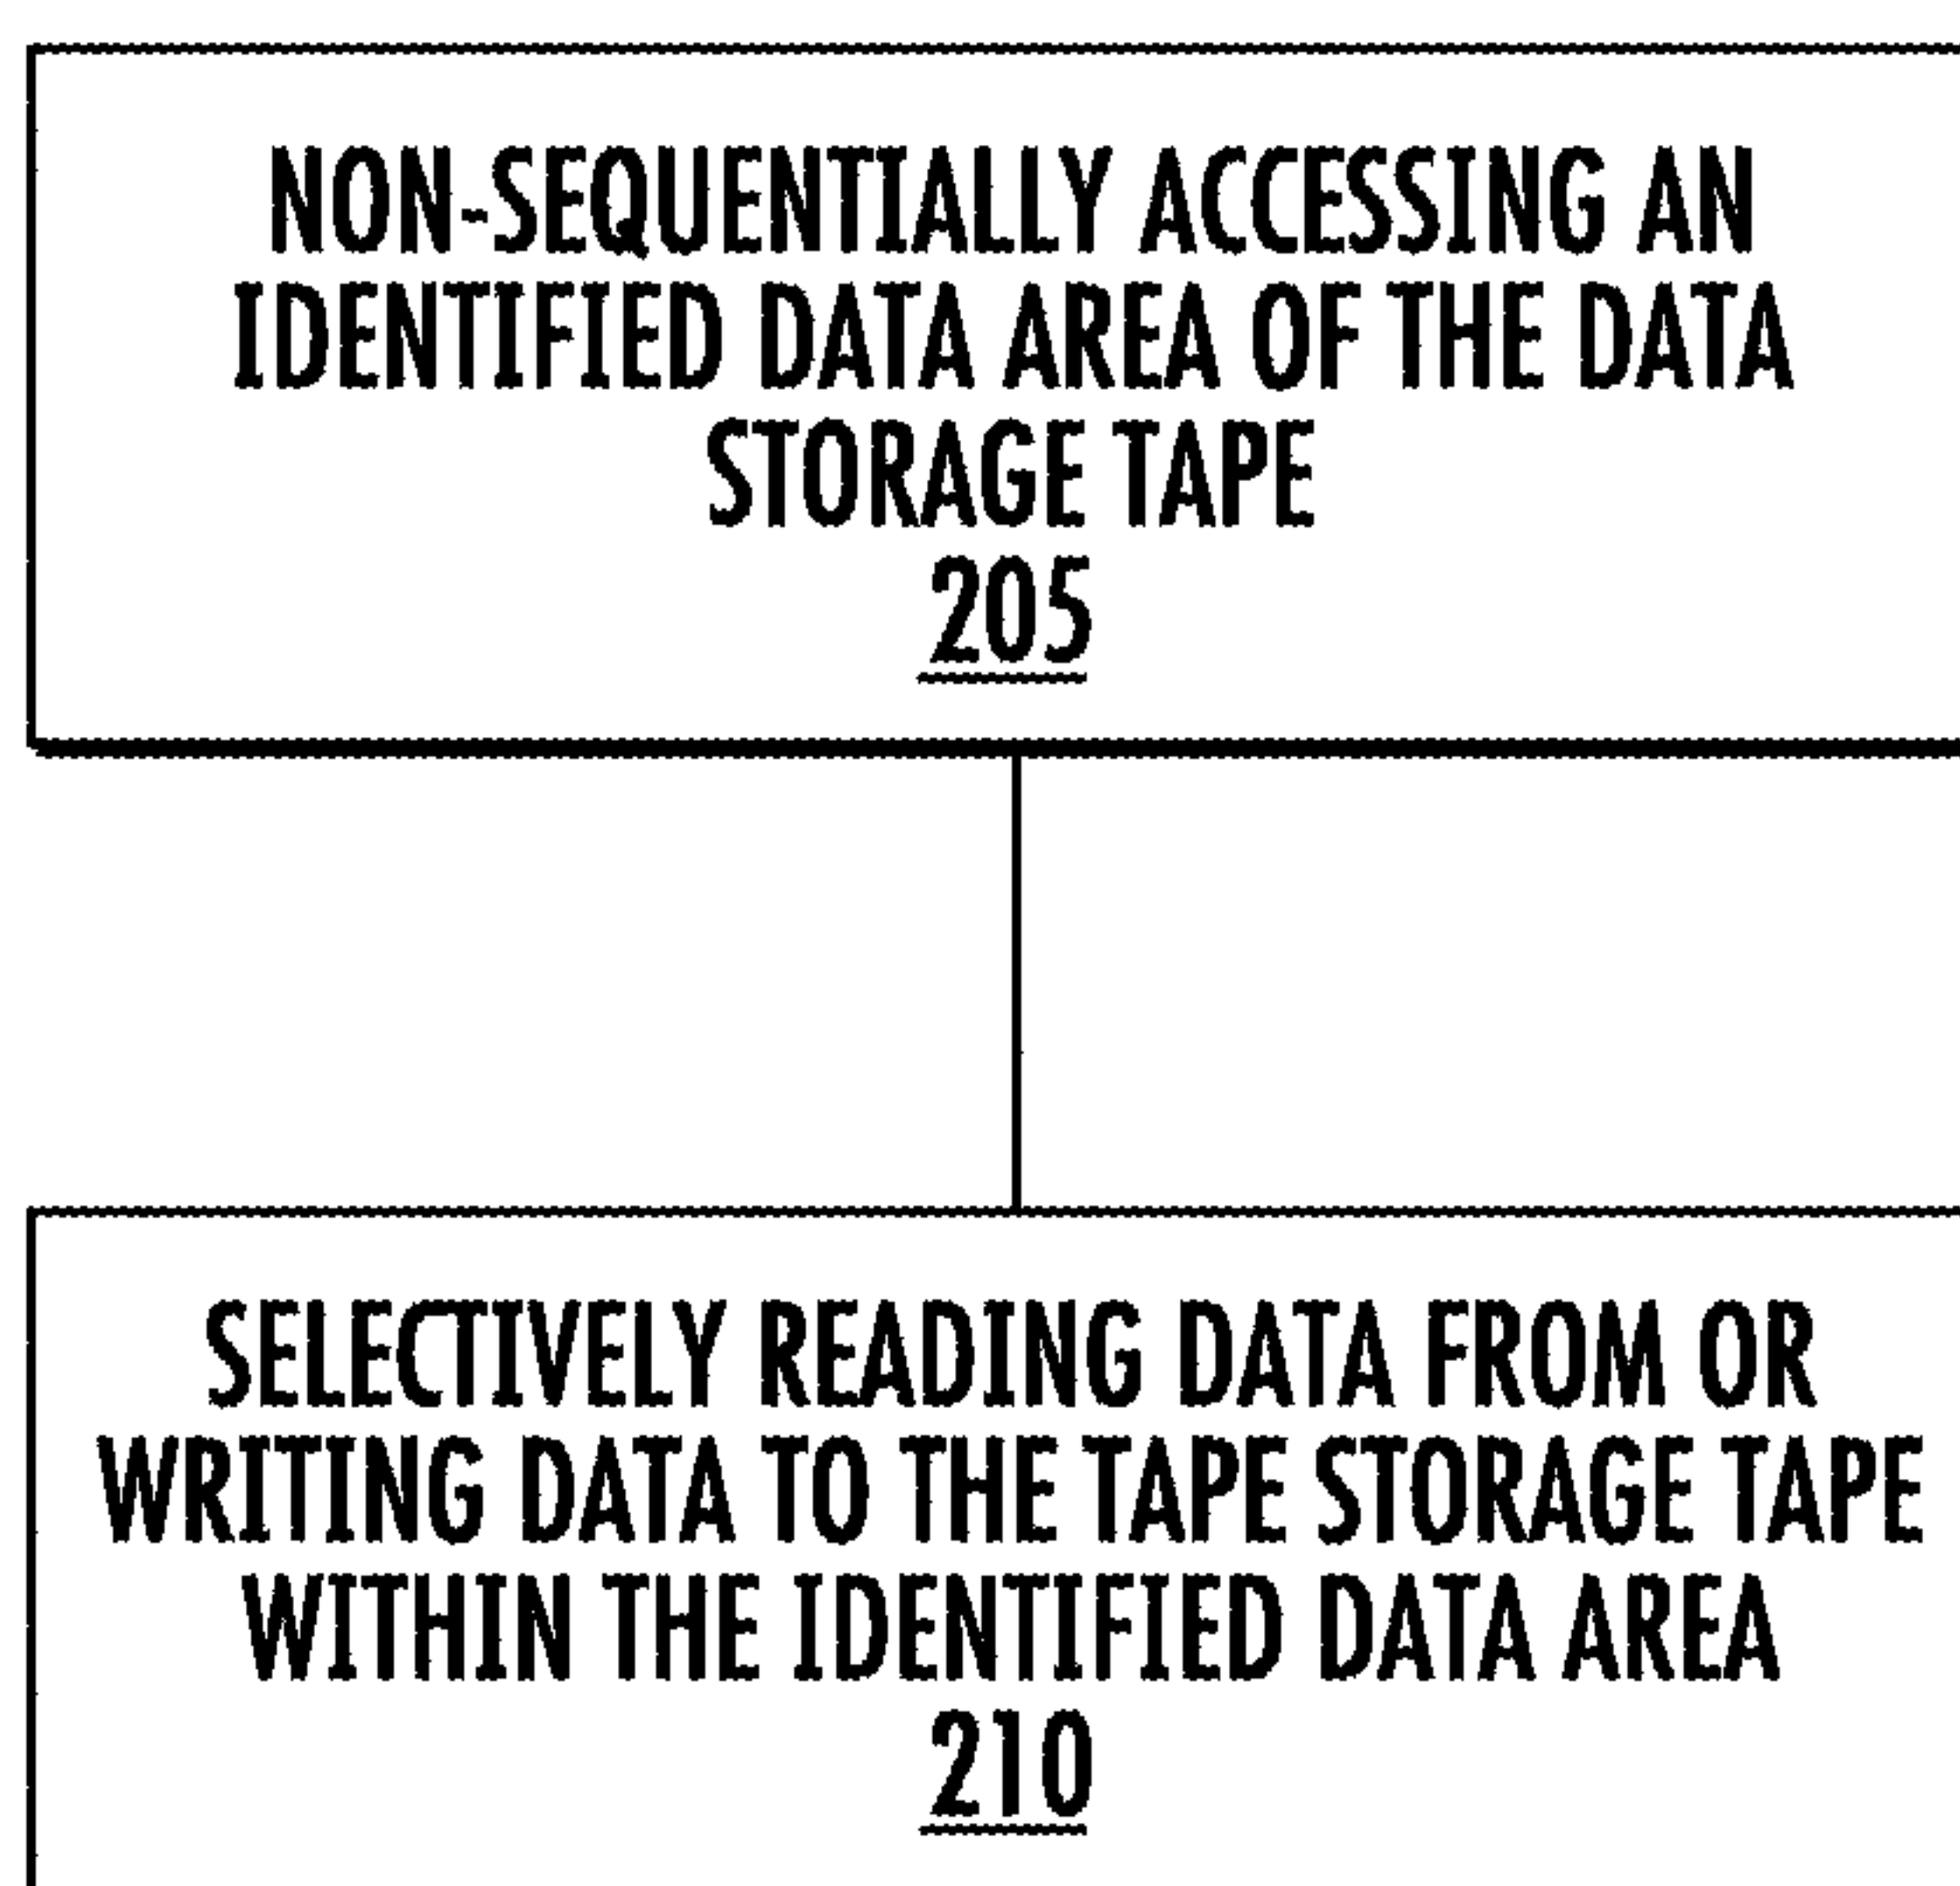 NON-SEQUENTIALLY ACCESSING AN
IDENTIFIED DATA AREA OF THE DATA
STORAGE TAPE
205
SELECTIVELY READING DATA FROM OR
WRITING DATA TO THE TAPE STORAGE TAPE
WITHIN THE IDENTIFIED DATA AREA
210